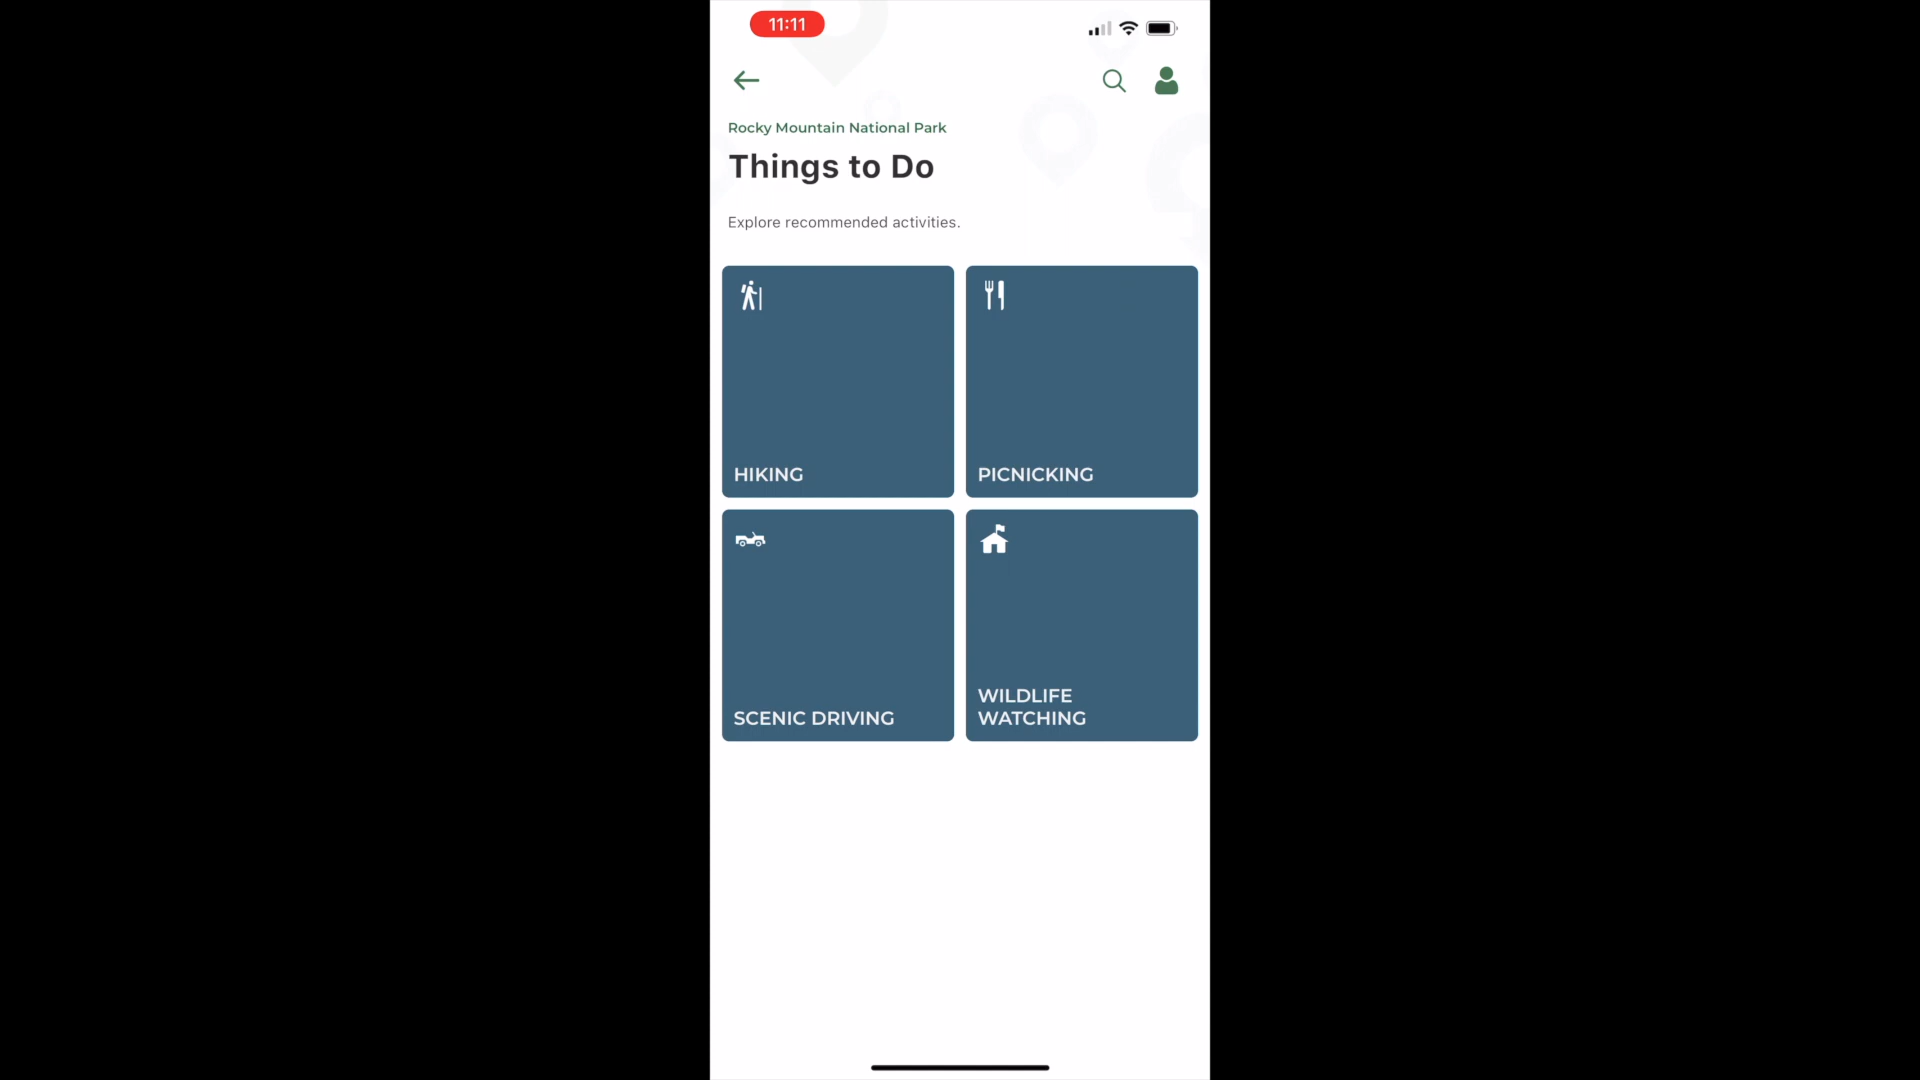 11:11
Rocky Mountain National Park
Things to Do
Explore recommended activities.
HIKING
PICNICKING
SCENIC DRIVING
WILDLIFE
WATCHING